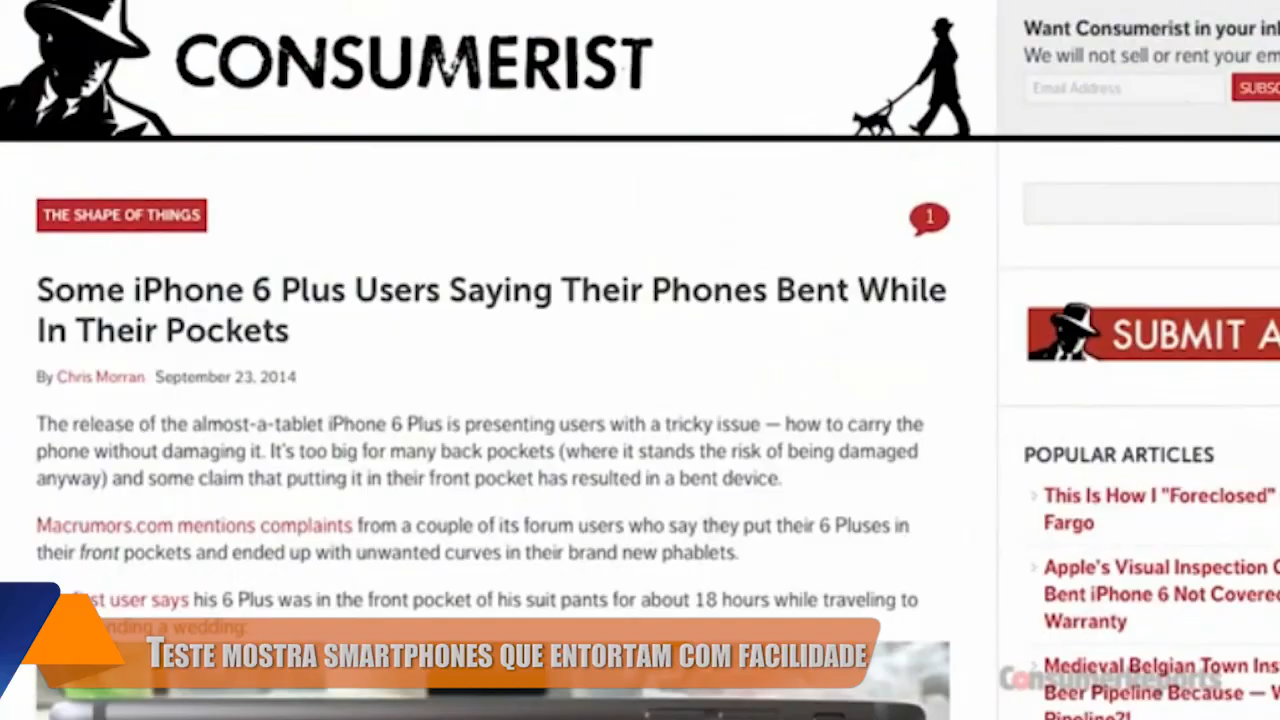 CONSUMERIST
Want Consumerist in your
We will not sell or rent your
Email Address
THE SHAPE OF THINGS
1
Some iPhone 6 Plus Users Saying Their Phones Bent While
In Their Pockets
By Chris Morran September 23, 2014
The release of the almost-a-tablet iPhone 6 Plus is presenting users with a tricky issue — how to carry the
phone without damaging it. It's too big for many back pockets (where it stands the risk of being damaged
anyway) and some claim that putting it in their front pocket has resulted in a bent device.
Macrumors.com mentions complaints from a couple of its forum users who say they put their 6 Pluses in
their front pockets and ended up with unwanted curves in their brand new phablets.
user says his 6 Plus was in the front pocket of his suit pants for about 18 hours while traveling to
a wedding:
TESTE MOSTRA SMARTPHONES QUE ENTORTAM COM FACILIDADE
SUBMIT A
POPULAR ARTICLES
This Is How I "Foreclosed"
Fargo
Apple's Visual Inspection
Bent iPhone 6 Not Covered
Warranty
Medieval Belgian Town
Beer Pipeline Because —
Pipeline?!
ConsumerReports